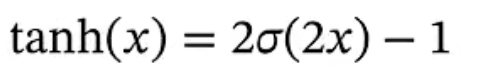 tanh(x) = 2σ(2x) − 1